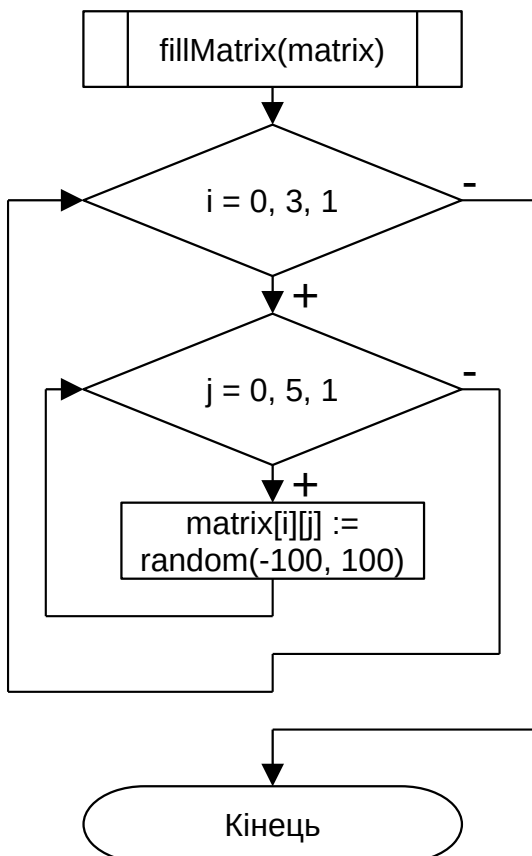 fillMatrix(matrix)
i = 0, 3, 1
-
+
j = 0, 5, 1
-
+
matrix[i][j] :=
random(-100, 100)
Кінець